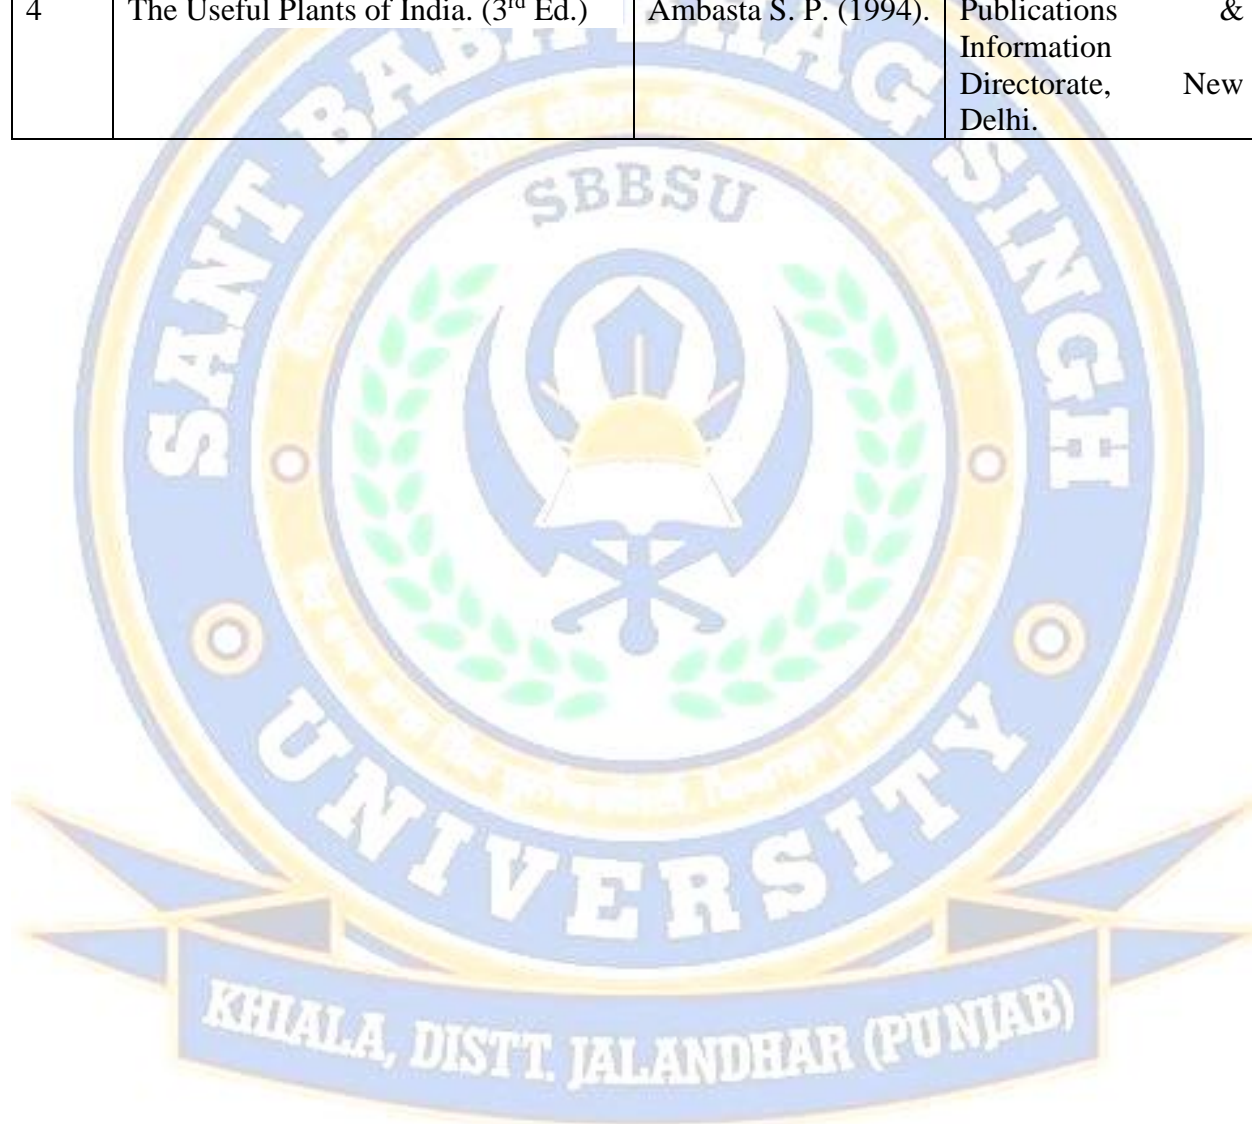 4 The Useful Plants of India. (3rd Ed.) Ambasta S. P. (1994). Publications &
Information
Directorate, New
Delhi.
SANT BABA BHAG SINGH
SBBSU
UNIVERSITY
KHIALA, DISTT. JALANDHAR (PUNJAB)